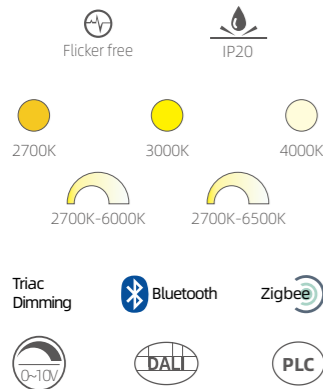 Flicker free
IP20
2700K
3000K
4000K
2700K-6000K
2700K-6500K
Triac
Dimming
Bluetooth
Zigbee
0~10V
DALI
PLC